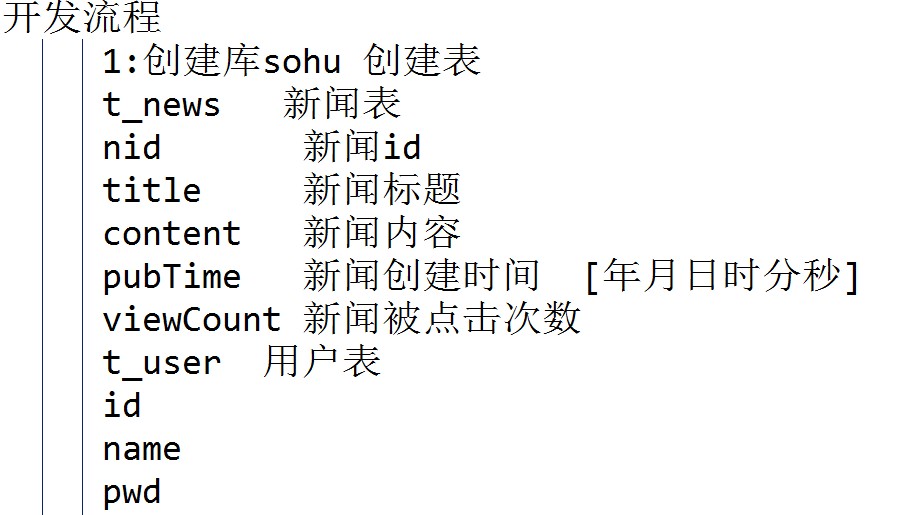 开发流程
1:创建库sohu 创建表
t_news 新闻表
nid 新闻id
title 新闻标题
content 新闻内容
pubTime 新闻创建时间 [年月日时分秒]
viewCount 新闻被点击次数
t_user 用户表
id
name
pwd